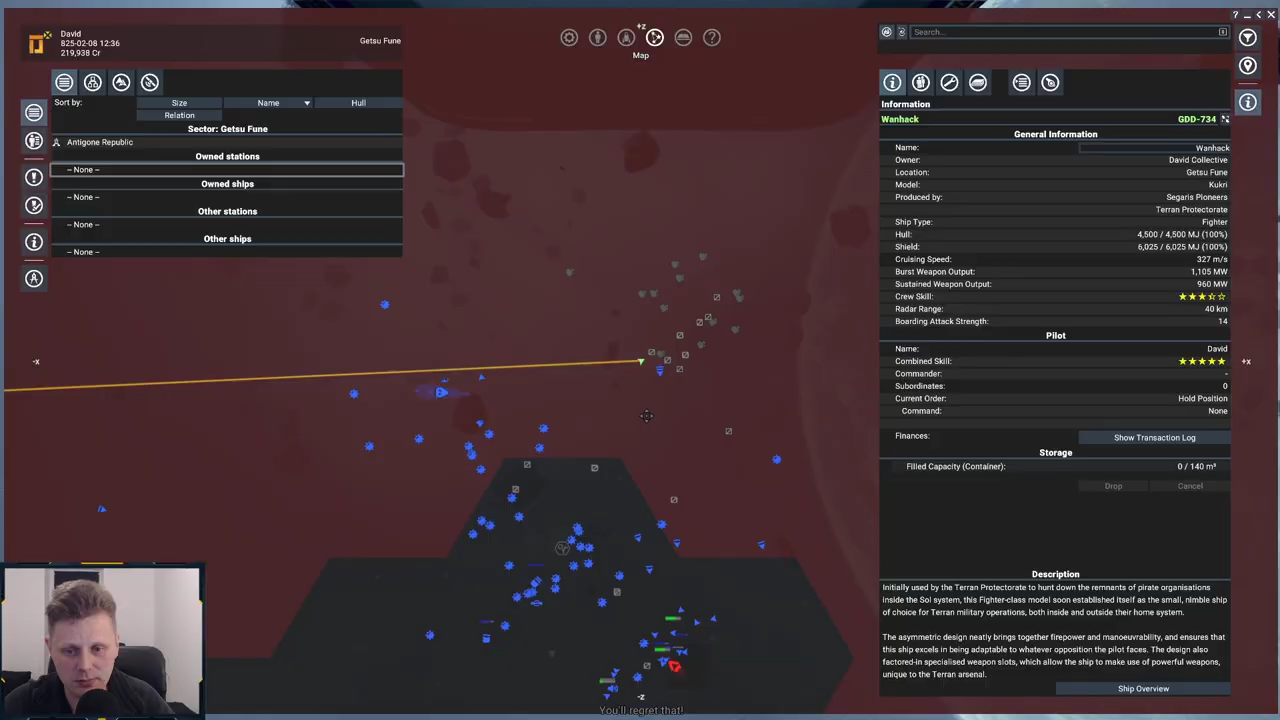 David
825-02-08 12:36
219,938 Cr
Getsu Fune
+z
Map
Sort by:
Size
Name
Hull
Relation
Sector: Getsu Fune
Antigone Republic
Owned stations
-- None --
Owned ships
-- None --
Other stations
-- None --
Other ships
-- None --
-x
+x
-z
You'll regret that!
Search...
Information
Wanhack GDD-734
General Information
Name: Wanhack
Owner: David Collective
Location: Getsu Fune
Model: Kukri
Produced by: Segaris Pioneers
Terran Protectorate
Ship Type: Fighter
Hull: 4,500 / 4,500 MJ (100%)
Shield: 6,025 / 6,025 MJ (100%)
Cruising Speed: 327 m/s
Burst Weapon Output: 1,105 MW
Sustained Weapon Output: 960 MW
Crew Skill: ★★★☆☆
Radar Range: 40 km
Boarding Attack Strength: 14
Pilot
Name: David
Combined Skill: ★★★★★
Commander: -
Subordinates: 0
Current Order: Hold Position
Command: None
Finances: Show Transaction Log
Storage
Filled Capacity (Container): 0 / 140 m³
Drop Cancel
Description
Initially used by the Terran Protectorate to hunt down the remnants of pirate organisations
inside the Sol system, this Fighter-class model soon established itself as the small, nimble ship
of choice for Terran military operations, both inside and outside their home system.
The asymmetric design neatly brings together firepower and manoeuvrability, and ensures that
this ship excels in being adaptable to whatever opposition the pilot faces. The design also
factored-in specialised weapon slots, which allow the ship to make use of powerful weapons,
unique to the Terran arsenal.
Ship Overview